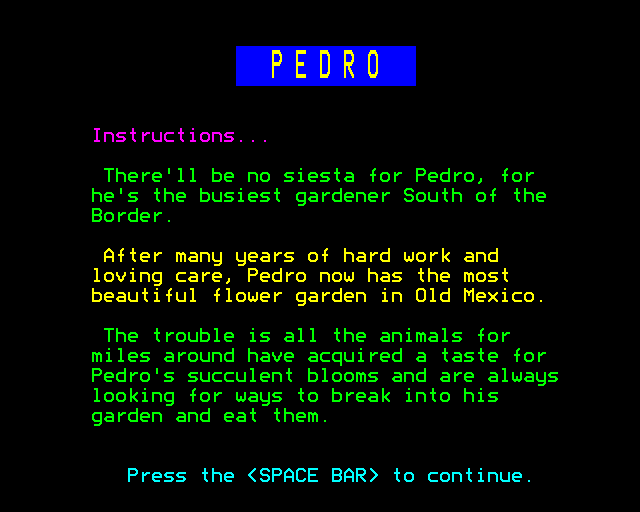 PEDRO
Instructions...
There'll be no siesta for Pedro, for
he's the busiest gardener South of the
Border.
After many years of hard work and
loving care, Pedro now has the most
beautiful flower garden in Old Mexico.
The trouble is all the animals for
miles around have acquired a taste for
Pedro's succulent blooms and are always
looking for ways to break into his
garden and eat them.
Press the <SPACE BAR> to continue.